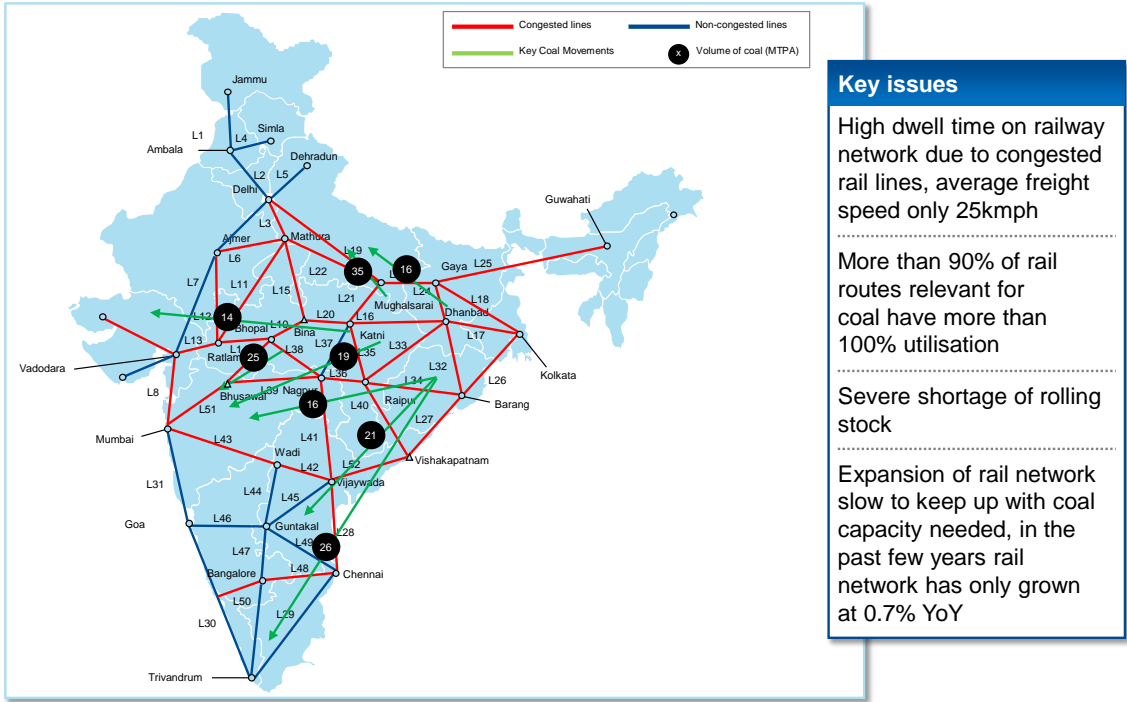 Congested lines
Non-congested lines
Key Coal Movements
x
Volume of coal (MTPA)
Jammu
L1
L4
Simla
Ambala
Dehradun
L2
L5
Delhi
Guwahati
L3
Ajmer
Mathura
L6
L19
L22
35
16
Gaya
L25
L7
L11
L15
L21
L24
L18
Mughalsarai
14
L12
Bhopal
L10
Bina
L20
L16
Dhanbad
L17
Katni
L13
Ratlam
L1
25
L38
L37
19
L35
L33
L32
Vadodara
Kolkata
L8
L36
L34
L39
Nagpur
L26
Bhusawal
L51
16
L40
Raipur
Barang
L27
Mumbai
L43
L41
21
Wadi
L42
L52
Vishakapatnam
L31
L44
L45
Vijaywada
Goa
L46
Guntakal
L28
L49
26
L47
Bangalore
L48
Chennai
L50
L29
L30
Trivandrum
Key issues
High dwell time on railway
network due to congested
rail lines, average freight
speed only 25kmph
More than 90% of rail
routes relevant for
coal have more than
100% utilisation
Severe shortage of rolling
stock
Expansion of rail network
slow to keep up with coal
capacity needed, in the
past few years rail
network has only grown
at 0.7% YoY